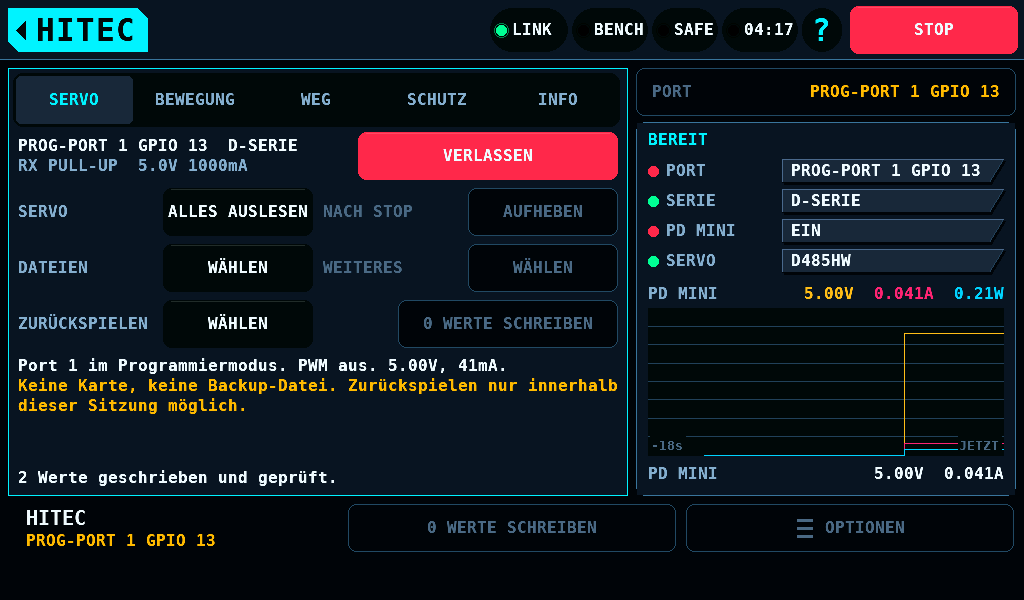 HITEC
LINK
BENCH
SAFE
04:17
?
STOP
SERVO
BEWEGUNG
WEG
SCHUTZ
INFO
PORT
PROG-PORT 1 GPIO 13
PROG-PORT 1 GPIO 13  D-SERIE
RX PULL-UP  5.0V 1000mA
VERLASSEN
SERVO
ALLES AUSLESEN
NACH STOP
AUFHEBEN
DATEIEN
WÄHLEN
WEITERES
WÄHLEN
ZURÜCKSPIELEN
WÄHLEN
0 WERTE SCHREIBEN
Port 1 im Programmiermodus. PWM aus. 5.00V, 41mA.
Keine Karte, keine Backup-Datei. Zurückspielen nur innerhalb
dieser Sitzung möglich.
2 Werte geschrieben und geprüft.
BEREIT
PORT
PROG-PORT 1 GPIO 13
SERIE
D-SERIE
PD MINI
EIN
SERVO
D485HW
PD MINI
5.00V
0.041A
0.21W
-18s
JETZT
PD MINI
5.00V
0.041A
HITEC
PROG-PORT 1 GPIO 13
0 WERTE SCHREIBEN
OPTIONEN